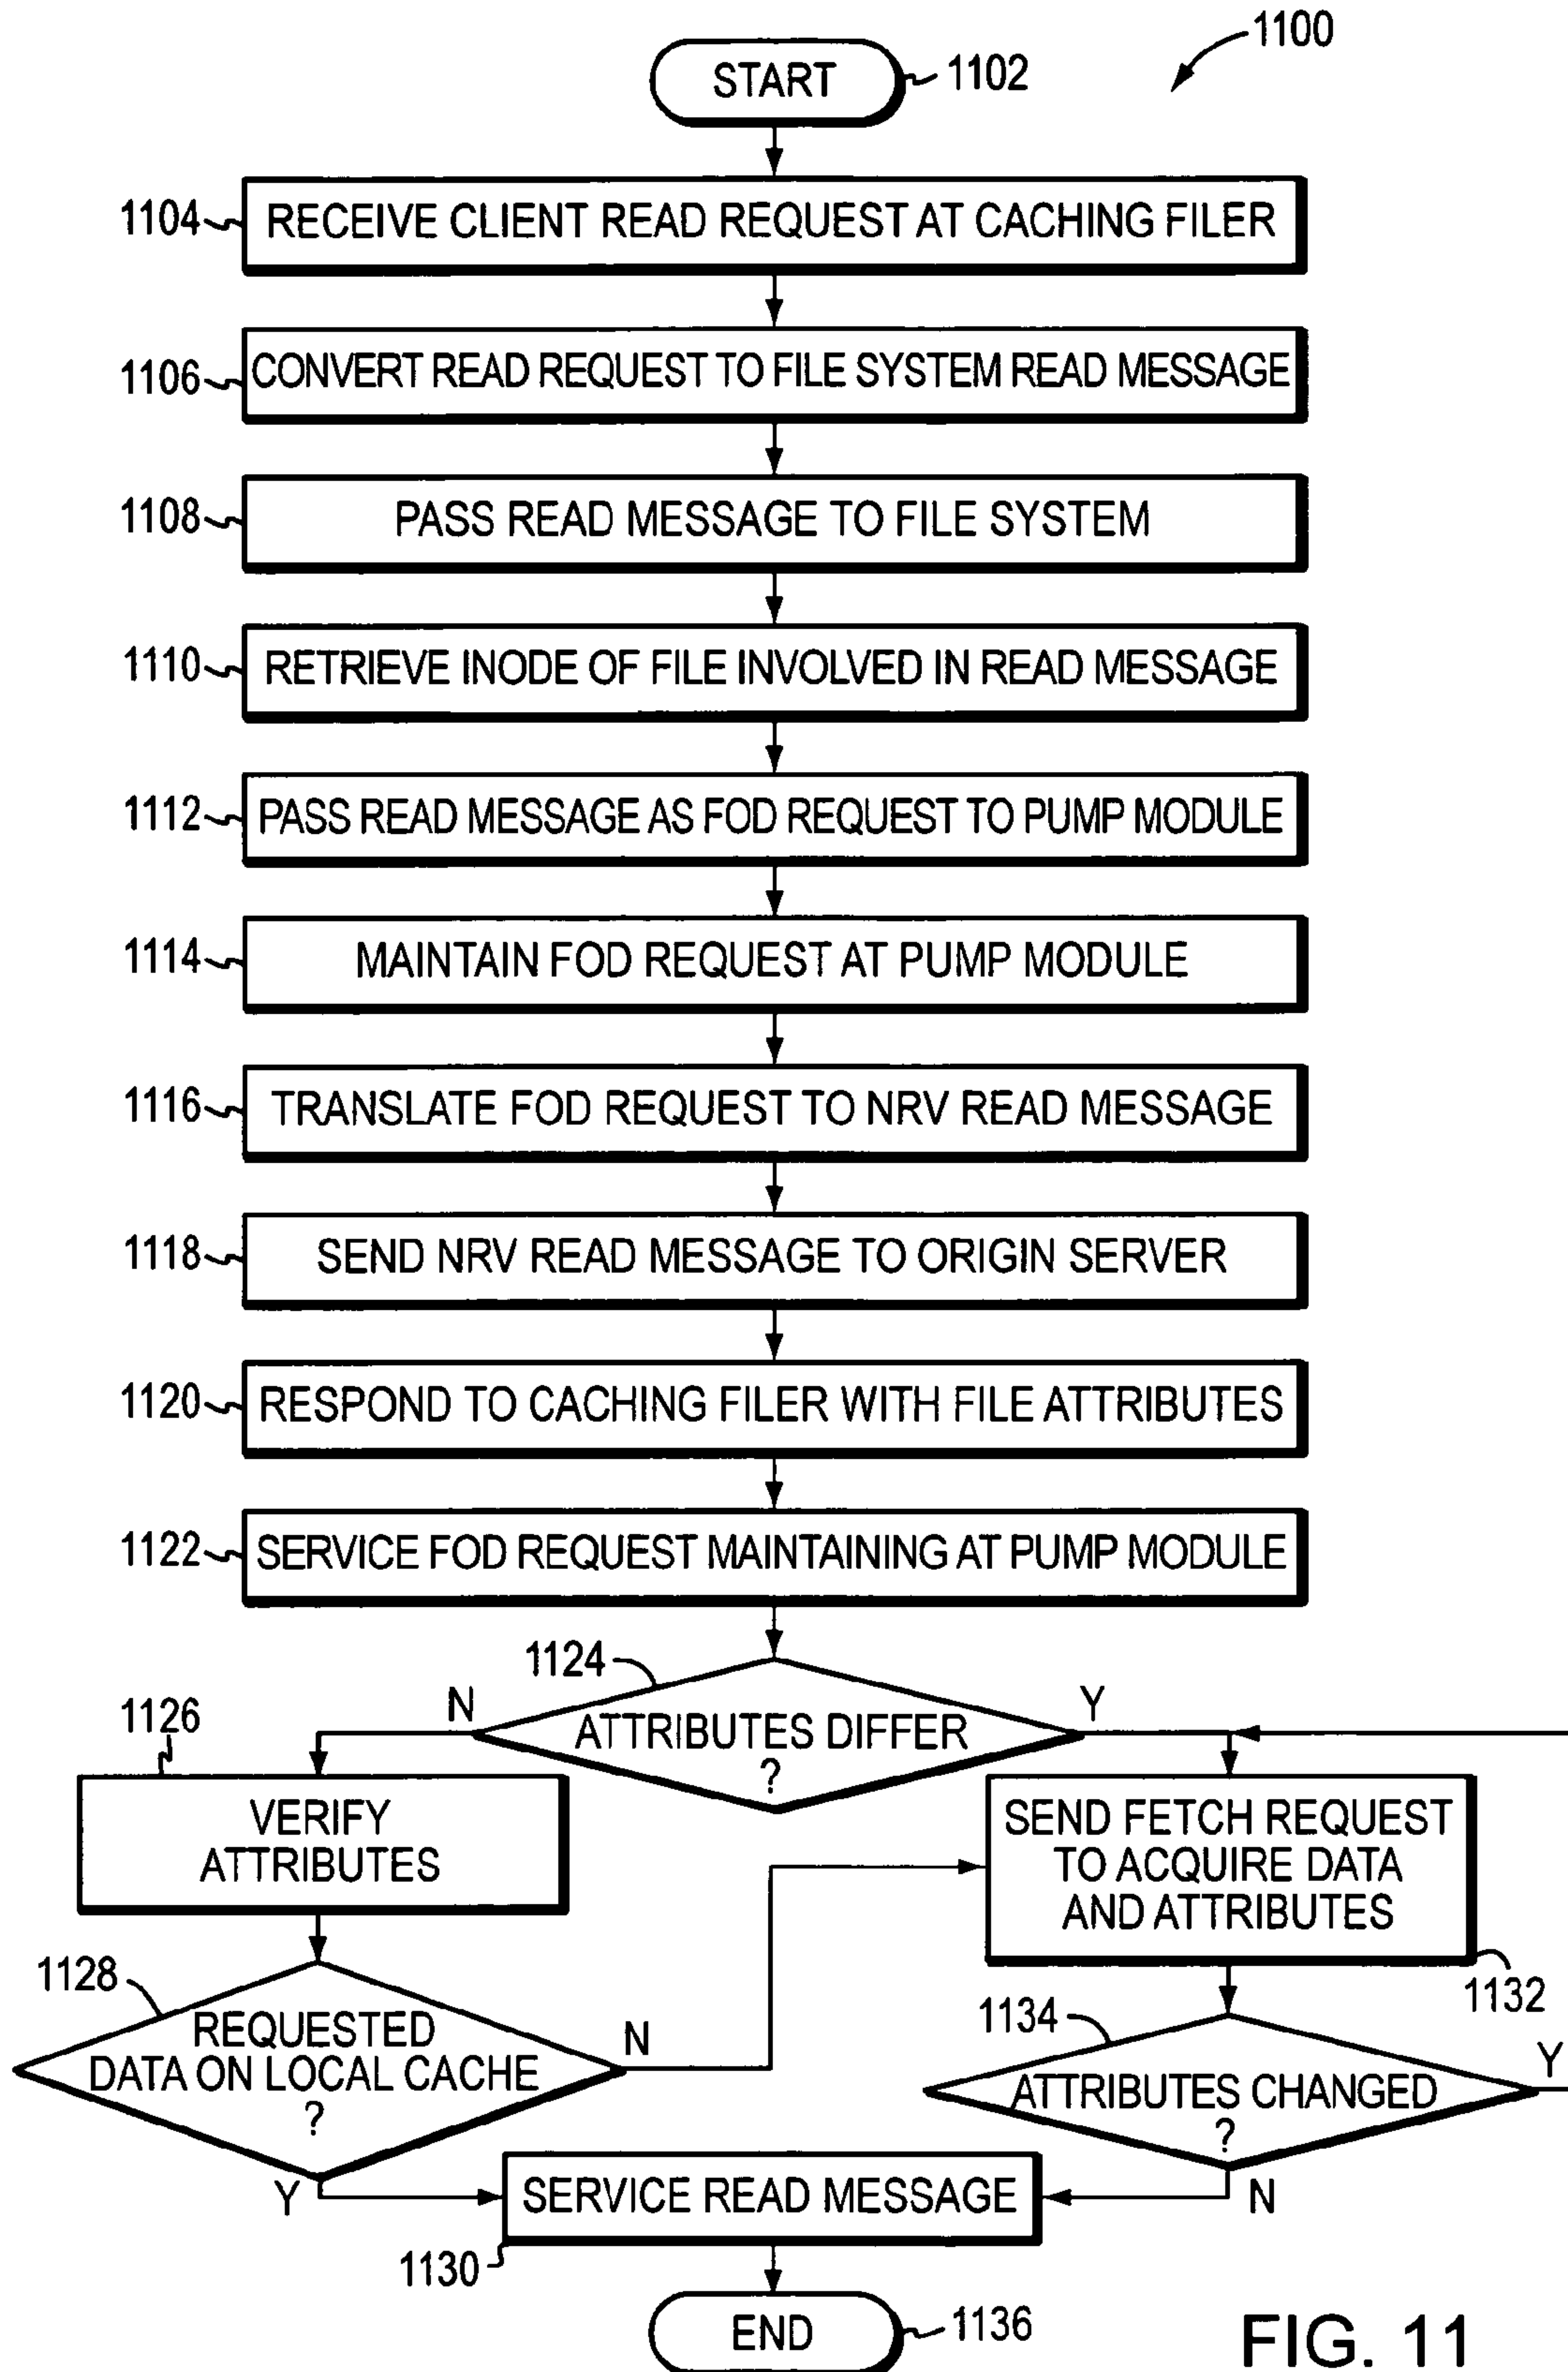 1100
START
1102
1104
RECEIVE CLIENT READ REQUEST AT CACHING FILER
1106
CONVERT READ REQUEST TO FILE SYSTEM READ MESSAGE
1108
PASS READ MESSAGE TO FILE SYSTEM
1110
RETRIEVE INODE OF FILE INVOLVED IN READ MESSAGE
1112
PASS READ MESSAGE AS FOD REQUEST TO PUMP MODULE
1114
MAINTAIN FOD REQUEST AT PUMP MODULE
1116
TRANSLATE FOD REQUEST TO NRV READ MESSAGE
1118
SEND NRV READ MESSAGE TO ORIGIN SERVER
1120
RESPOND TO CACHING FILER WITH FILE ATTRIBUTES
1122
SERVICE FOD REQUEST MAINTAINING AT PUMP MODULE
1124
N
ATTRIBUTES DIFFER
?
Y
1126
VERIFY
ATTRIBUTES
SEND FETCH REQUEST
TO ACQUIRE DATA
AND ATTRIBUTES
1132
1128
REQUESTED
DATA ON LOCAL CACHE
?
N
1134
ATTRIBUTES CHANGED
?
Y
Y
SERVICE READ MESSAGE
N
1130
END
1136
FIG. 11